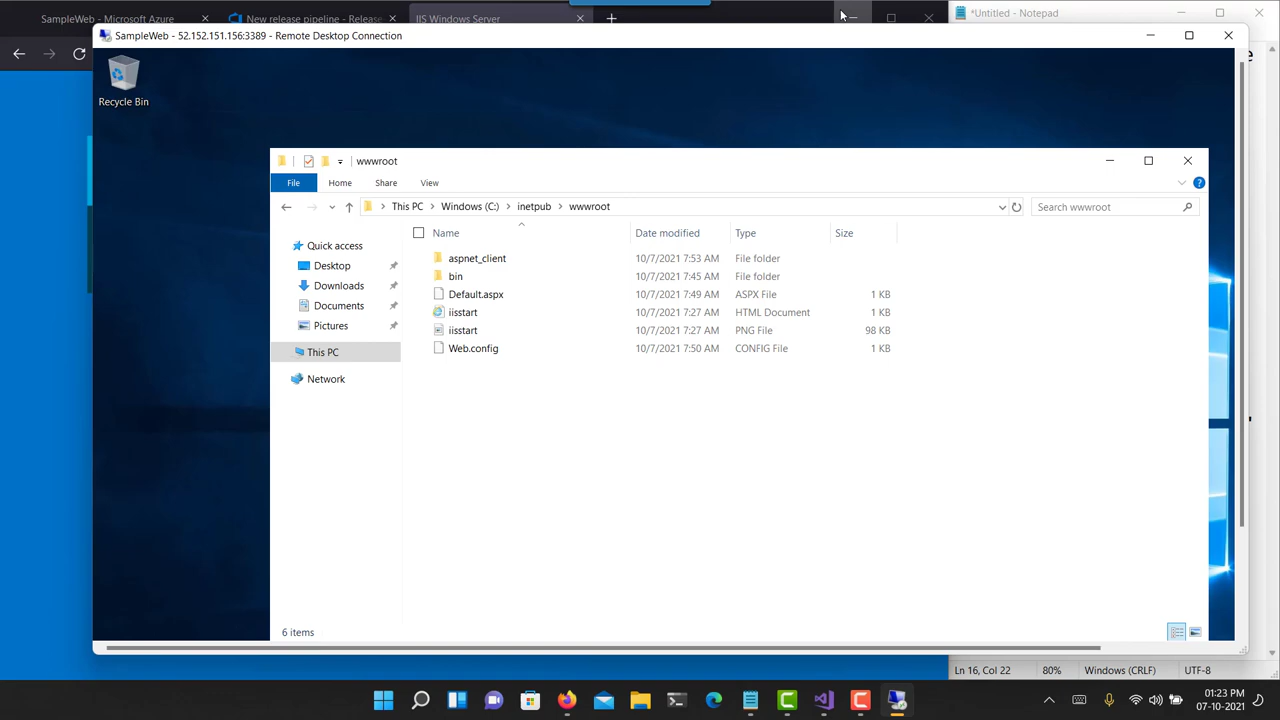 SampleWeb - Microsoft Azure
New release pipeline - Release
IIS Windows Server
*Untitled - Notepad
SampleWeb - 52.152.151.156:3389 - Remote Desktop Connection
Recycle Bin
wwwroot
File Home Share View
This PC Windows (C:) inetpub wwwroot
Search wwwroot
Name Date modified Type Size
Quick access
Desktop
Downloads
Documents
Pictures
This PC
Network
aspnet_client 10/7/2021 7:53 AM File folder
bin 10/7/2021 7:45 AM File folder
Default.aspx 10/7/2021 7:49 AM ASPX File 1 KB
iisstart 10/7/2021 7:27 AM HTML Document 1 KB
iisstart 10/7/2021 7:27 AM PNG File 98 KB
Web.config 10/7/2021 7:50 AM CONFIG File 1 KB
6 items
Ln 16, Col 22 80% Windows (CRLF) UTF-8
01:23 PM
07-10-2021